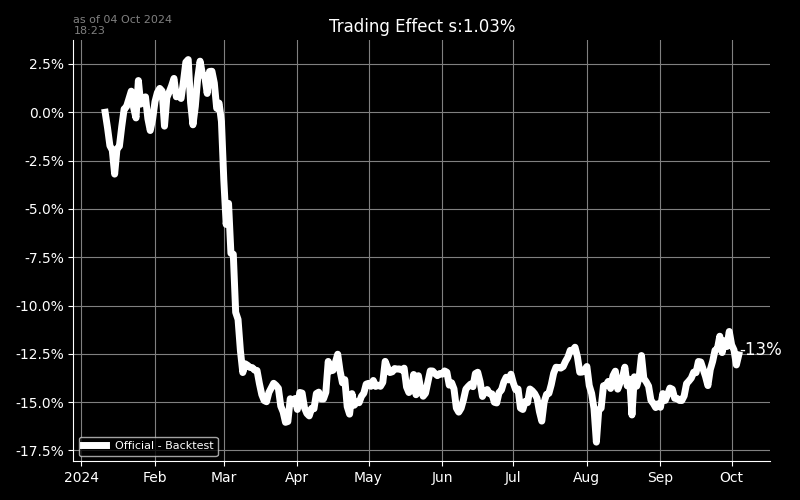 as of 04 Oct 2024
18:23
Trading Effect s:1.03%
2.5%
0.0%
-2.5%
-5.0%
-7.5%
-10.0%
-12.5%
-15.0%
-17.5%
-13%
Official - Backtest
2024 Feb Mar Apr May Jun Jul Aug Sep Oct